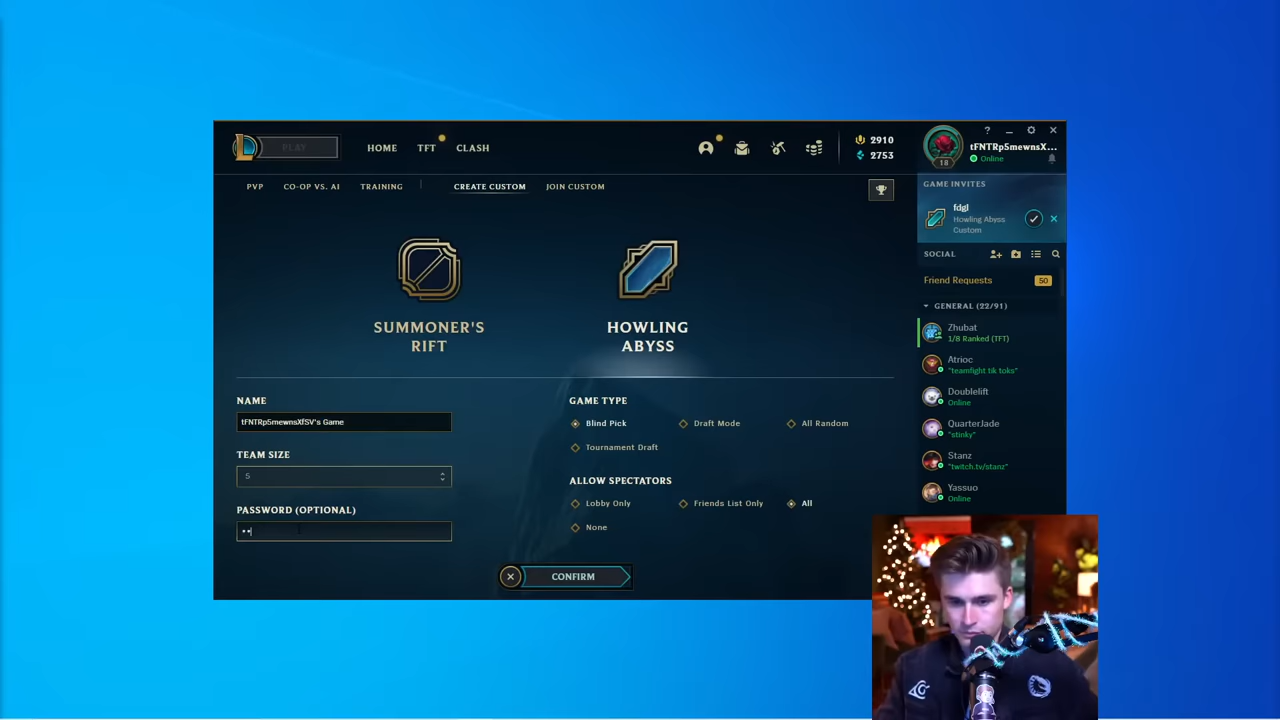 PLAY
HOME
TFT
CLASH
2910
2753
?
18
tFNTRp5mewnsX...
Online
PVP
CO-OP VS. AI
TRAINING
CREATE CUSTOM
JOIN CUSTOM
GAME INVITES
fdgl
Howling Abyss
Custom
SOCIAL
Friend Requests
50
GENERAL (22/91)
Zhubat
1/8 Ranked (TFT)
Atrioc
"teamfight tik toks"
Doublelift
Online
QuarterJade
"stinky"
Stanz
"twitch.tv/stanz"
Yassuo
Online
SUMMONER'S
RIFT
HOWLING
ABYSS
NAME
tFNTRp5mewnsXfSV's Game
TEAM SIZE
5
PASSWORD (OPTIONAL)
GAME TYPE
Blind Pick
Draft Mode
All Random
Tournament Draft
ALLOW SPECTATORS
Lobby Only
Friends List Only
All
None
CONFIRM